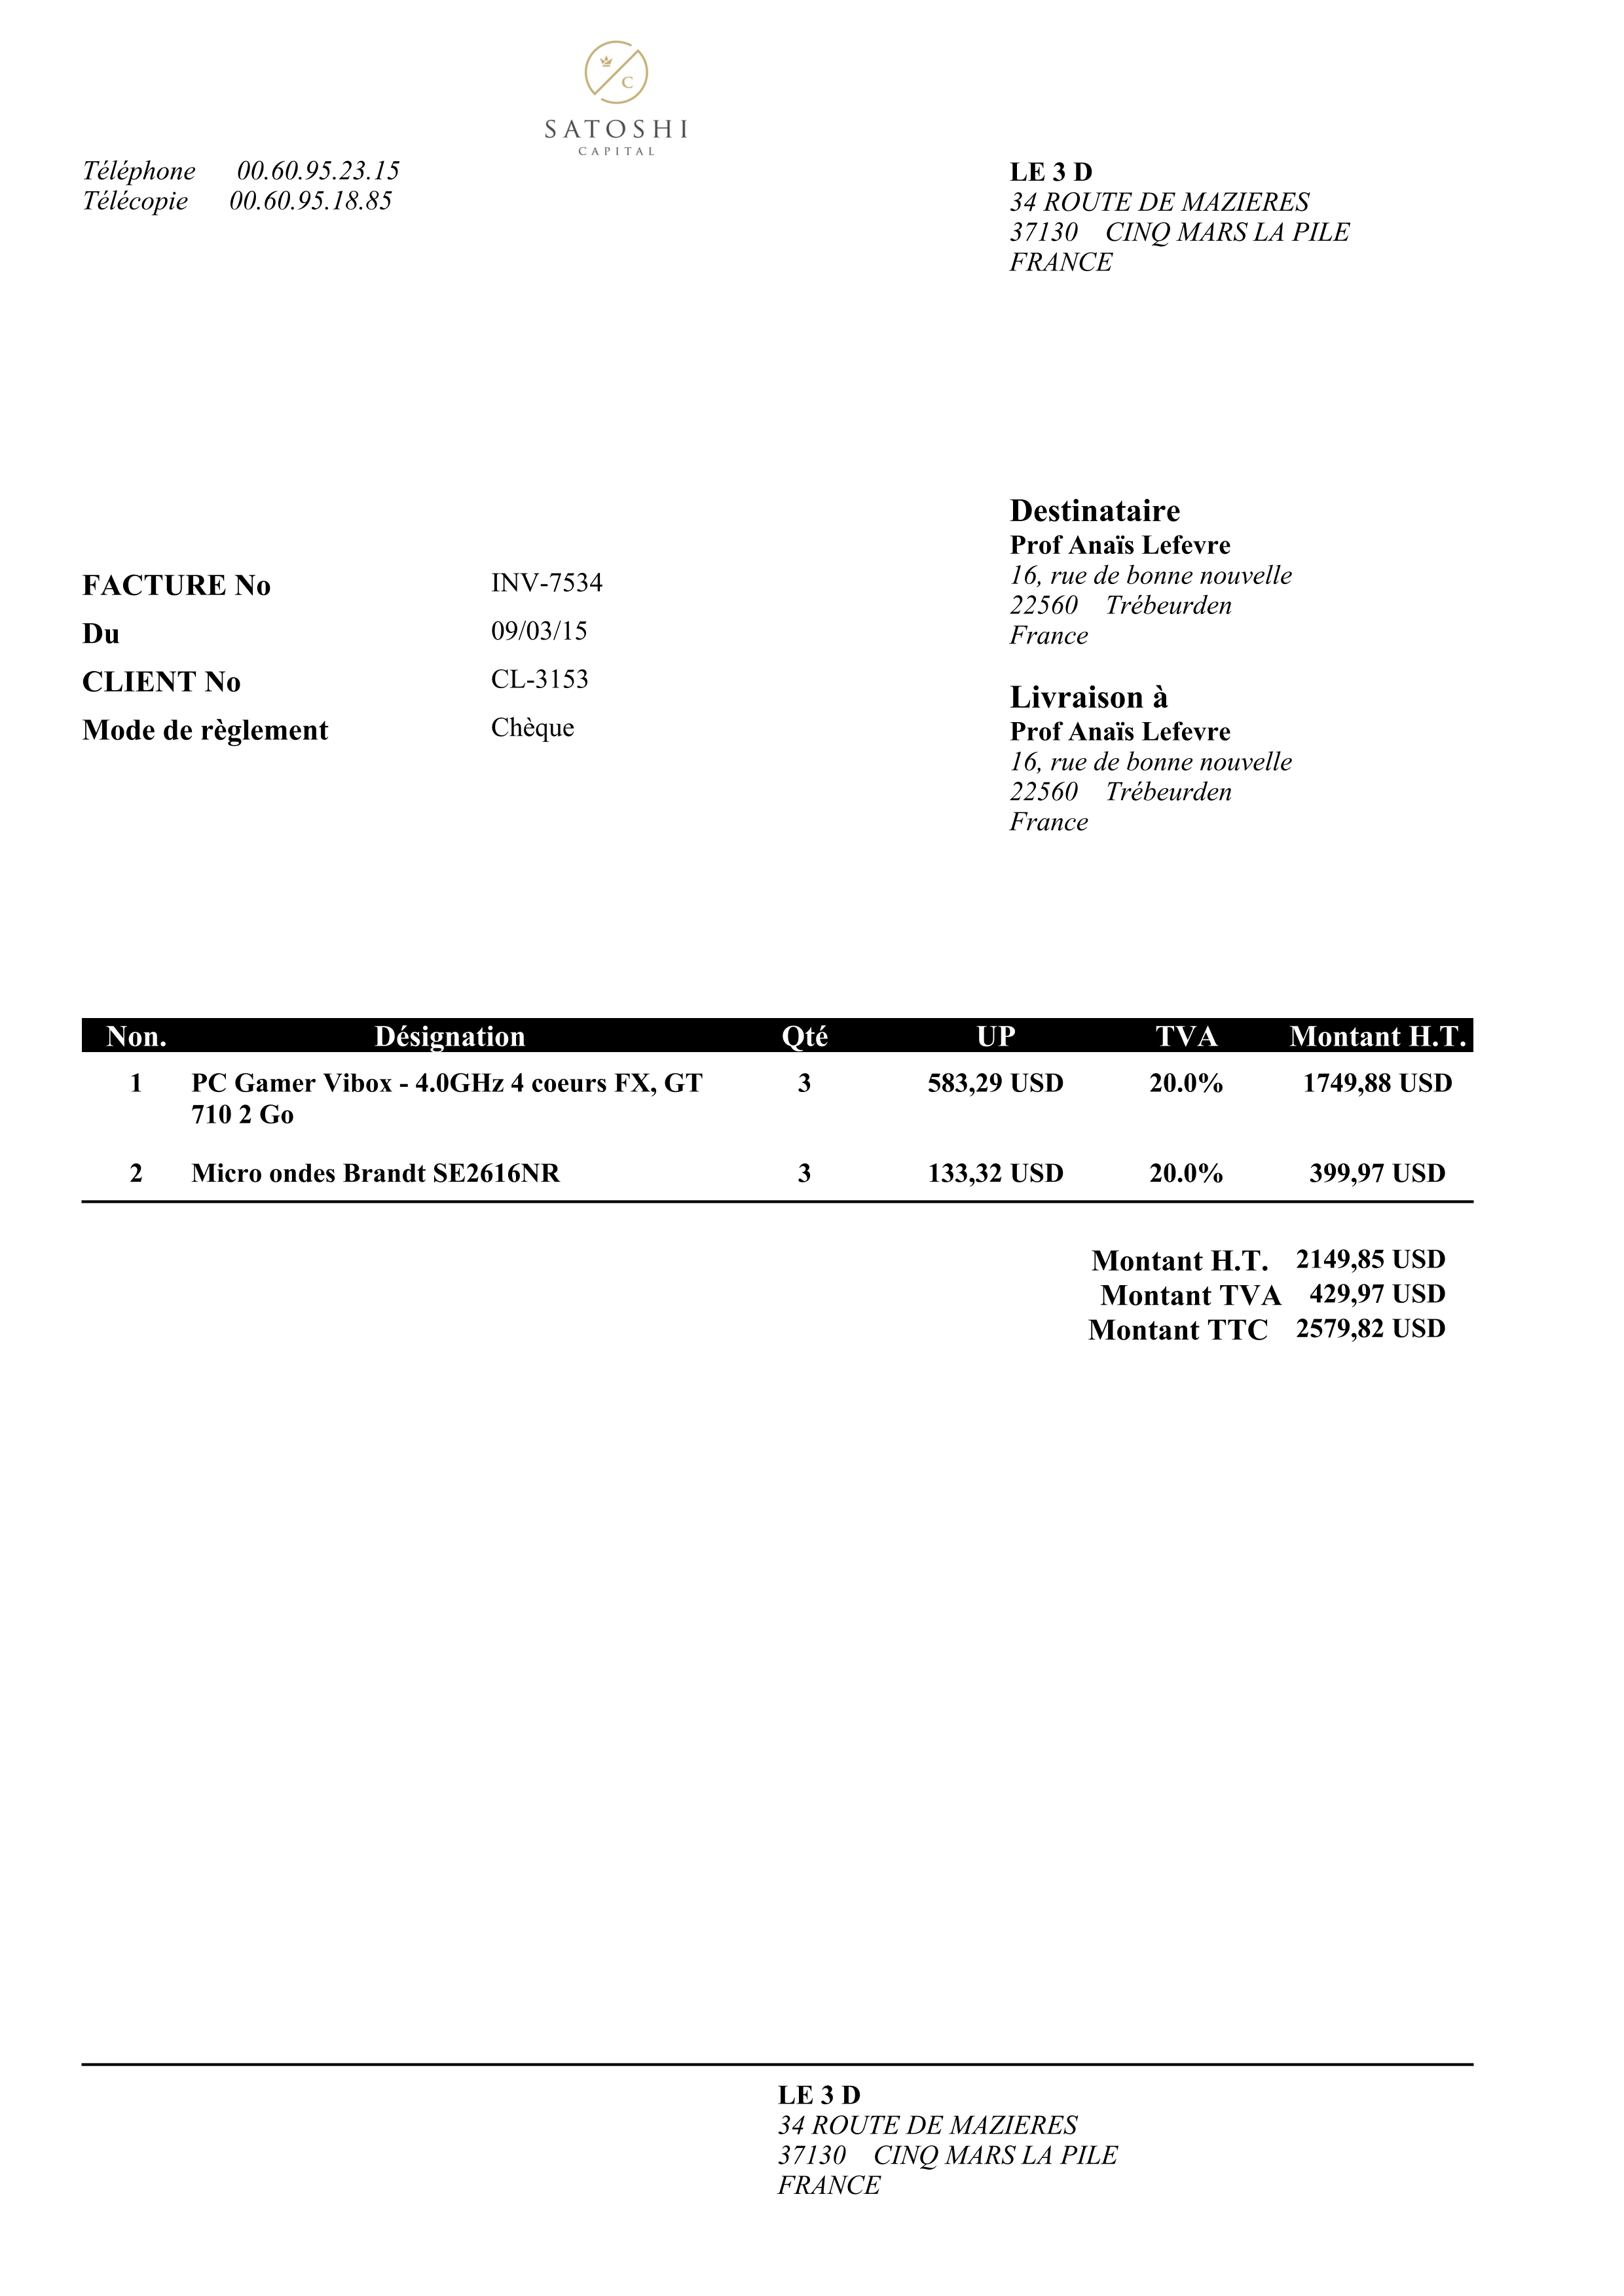 C
SATOSHI
CAPITAL
Téléphone 00.60.95.23.15
Télécopie 00.60.95.18.85
LE 3 D
34 ROUTE DE MAZIERES
37130 CINQ MARS LA PILE
FRANCE
Destinataire
Prof Anaïs Lefevre
16, rue de bonne nouvelle
22560 Trébeurden
France
FACTURE No INV-7534
Du 09/03/15
CLIENT No CL-3153
Mode de règlement Chèque
Livraison à
Prof Anaïs Lefevre
16, rue de bonne nouvelle
22560 Trébeurden
France
Non. Désignation Qté UP TVA Montant H.T.
1 PC Gamer Vibox - 4.0GHz 4 coeurs FX, GT 3 583,29 USD 20.0% 1749,88 USD
710 2 Go
2 Micro ondes Brandt SE2616NR 3 133,32 USD 20.0% 399,97 USD
Montant H.T. 2149,85 USD
Montant TVA 429,97 USD
Montant TTC 2579,82 USD
LE 3 D
34 ROUTE DE MAZIERES
37130 CINQ MARS LA PILE
FRANCE